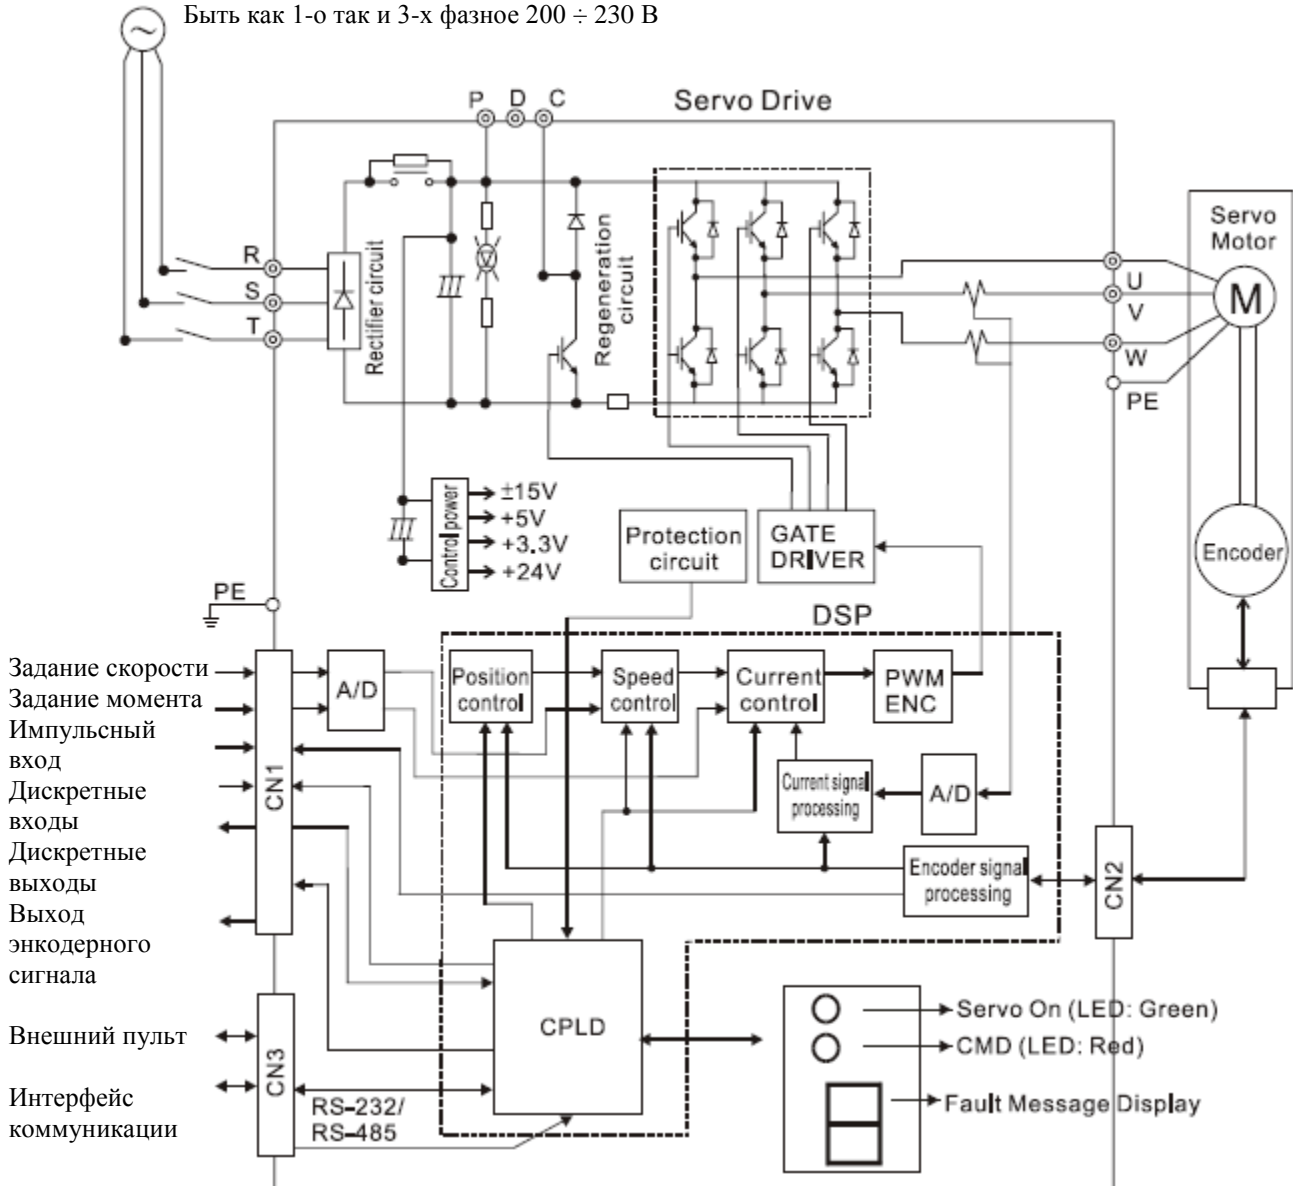 Быть как 1-о так и 3-х фазное 200 ÷ 230 В
P D C
Servo Drive
Servo
Motor
R
S
T
Rectifier circuit
Regeneration
circuit
U
V
W
PE
M
±15V
+5V
+3.3V
+24V
Control power
Protection
circuit
GATE
DRIVER
Encoder
PE
DSP
Задание скорости
Задание момента
Импульсный
вход
Дискретные
входы
Дискретные
выходы
Выход
энкодерного
сигнала
Внешний пульт
Интерфейс
коммуникации
CN1
A/D
Position
control
Speed
control
Current
control
PWM
ENC
Current signal
processing
A/D
Encoder signal
processing
CN2
CPLD
CN3
RS-232/
RS-485
Servo On (LED: Green)
CMD (LED: Red)
Fault Message Display